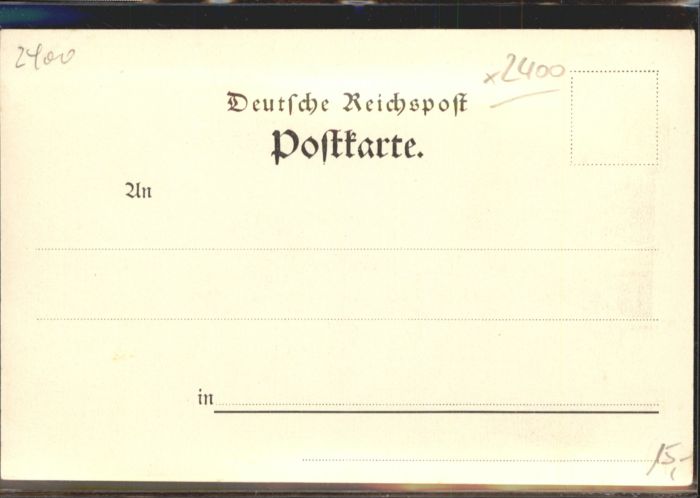 2400
x2400
Deutſche Reichspoſt
Poſtkarte.
An
in
15,-